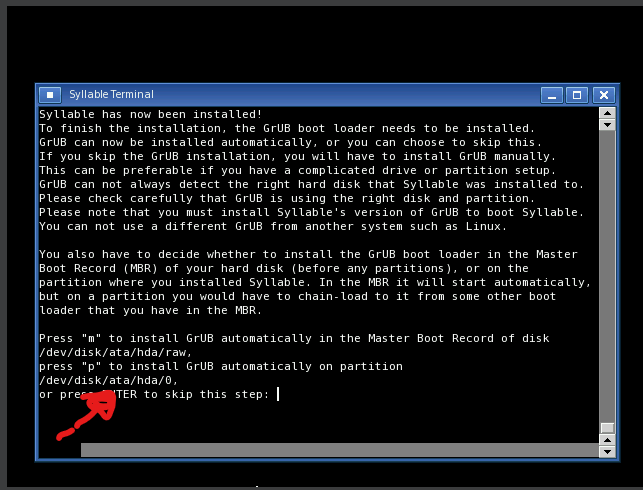 Syllable Terminal
Syllable has now been installed!
To finish the installation, the GrUB boot loader needs to be installed.
GrUB can now be installed automatically, or you can choose to skip this.
If you skip the GrUB installation, you will have to install GrUB manually.
This can be preferable if you have a complicated drive or partition setup.
GrUB can not always detect the right hard disk that Syllable was installed to.
Please check carefully that GrUB is using the right disk and partition.
Please note that you must install Syllable's version of GrUB to boot Syllable.
You can not use a different GrUB from another system such as Linux.
You also have to decide whether to install the GrUB boot loader in the Master
Boot Record (MBR) of your hard disk (before any partitions), or on the
partition where you installed Syllable. In the MBR it will start automatically,
but on a partition you would have to chain-load to it from some other boot
loader that you have in the MBR.
Press "m" to install GrUB automatically in the Master Boot Record of disk
/dev/disk/ata/hda/raw,
press "p" to install GrUB automatically on partition
/dev/disk/ata/hda/0,
or press ENTER to skip this step: